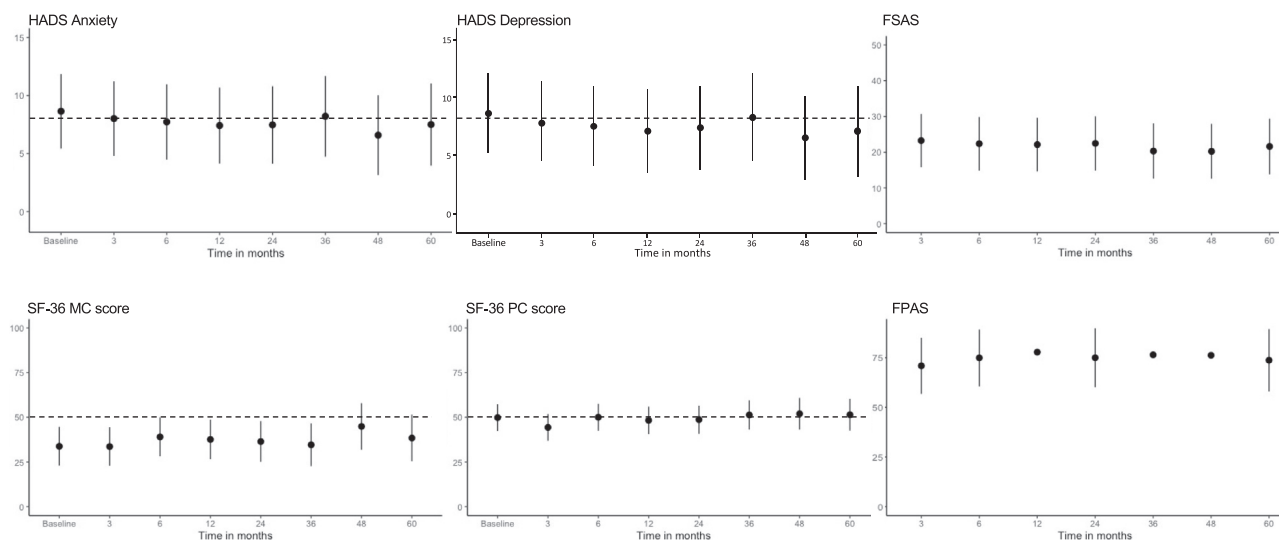 HADS Anxiety
15
10
5
0
Baseline 3 6 12 24 36 48 60
Time in months
HADS Depression
15
10
5
0
Baseline 3 6 12 24 36 48 60
Time in months
FSAS
50
40
30
20
10
0
3 6 12 24 36 48 60
Time in months
SF-36 MC score
100
75
50
25
0
Baseline 3 6 12 24 36 48 60
Time in months
SF-36 PC score
100
75
50
25
0
Baseline 3 6 12 24 36 48 60
Time in months
FPAS
75
50
25
0
3 6 12 24 36 48 60
Time in months